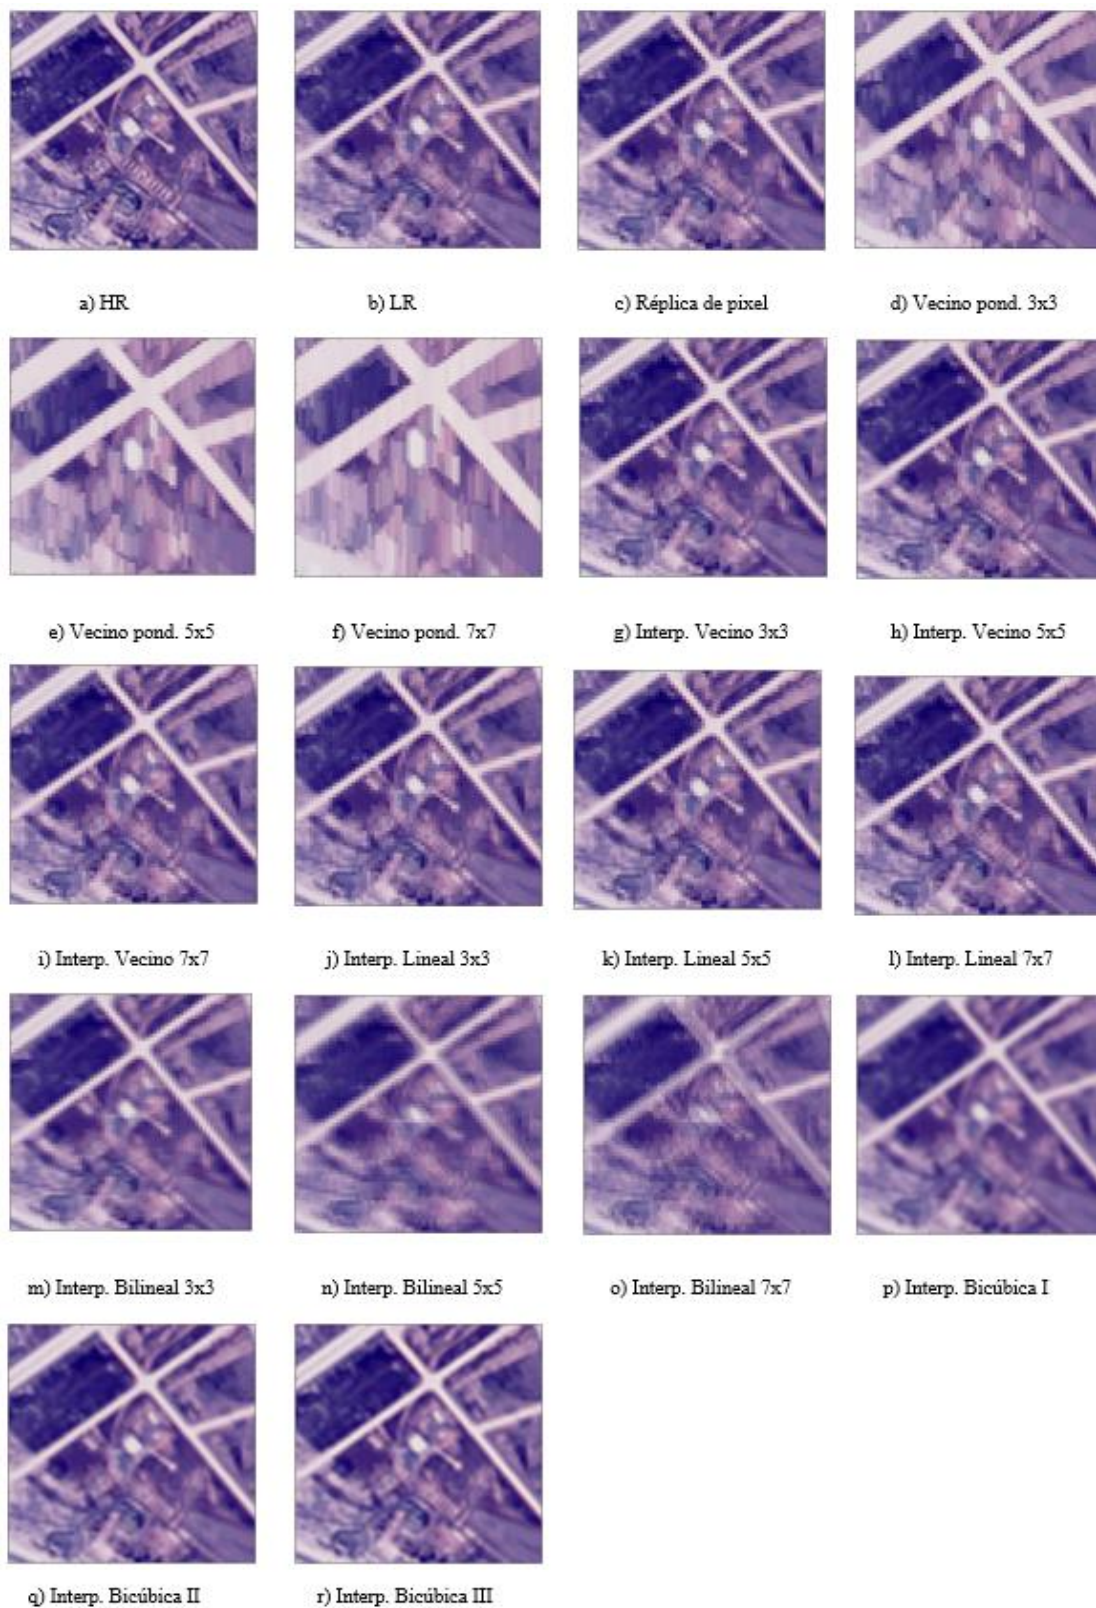 a) HR
b) LR
c) Réplica de pixel
d) Vecino pond. 3x3
e) Vecino pond. 5x5
f) Vecino pond. 7x7
g) Interp. Vecino 3x3
h) Interp. Vecino 5x5
i) Interp. Vecino 7x7
j) Interp. Lineal 3x3
k) Interp. Lineal 5x5
l) Interp. Lineal 7x7
m) Interp. Bilineal 3x3
n) Interp. Bilineal 5x5
o) Interp. Bilineal 7x7
p) Interp. Bicúbica I
q) Interp. Bicúbica II
r) Interp. Bicúbica III